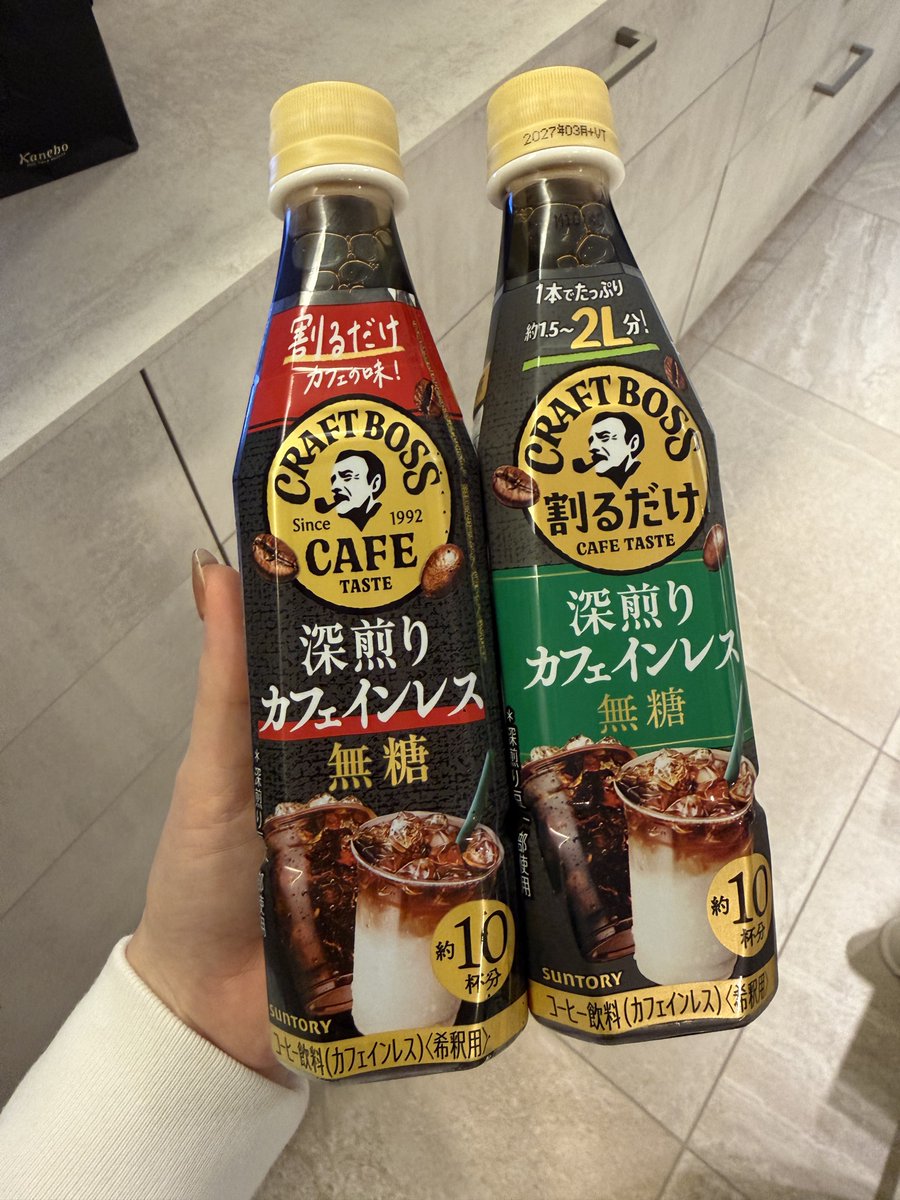 Kanebo
割るだけ
カフェの味!
CRAFT BOSS
Since 1992
CAFE
TASTE
深煎り
カフェインレス
無糖
約10
杯分
SUNTORY
コーヒー飲料(カフェインレス)〈希釈用〉
2027年03月+VT
1本でたっぷり
約1.5~2L分!
CRAFT BOSS
割るだけ
CAFE TASTE
深煎り
カフェインレス
無糖
約10
杯分
SUNTORY
コーヒー飲料(カフェインレス)〈希釈用〉